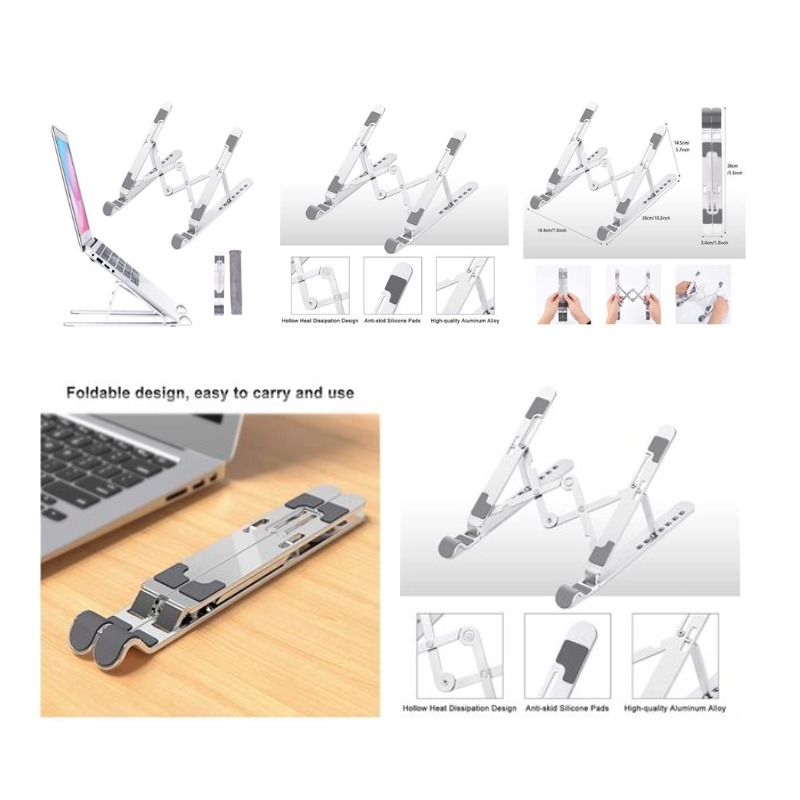 14.5cm/
5.7inch
26cm
26cm/10.2inch
3.4cm/1.3inch
Hollow Heat Dissipation Design
Anti-skid Silicone Pads
High-quality Aluminum Alloy
Foldable design, easy to carry and use
Hollow Heat Dissipation Design
Anti-skid Silicone Pads
High-quality Aluminum Alloy